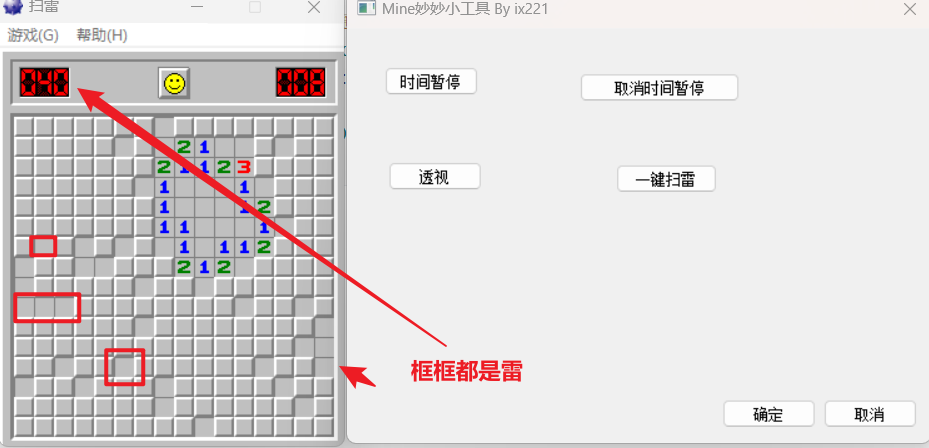 扫雷
Mine妙妙小工具 By ix221
游戏(G) 帮助(H)
040
时间暂停
取消时间暂停
透视
一键扫雷
2 1
2 1 1 2 3
1 1
1 1 2
1 1 1
1 1 1 2
2 1 2
框框都是雷
确定
取消